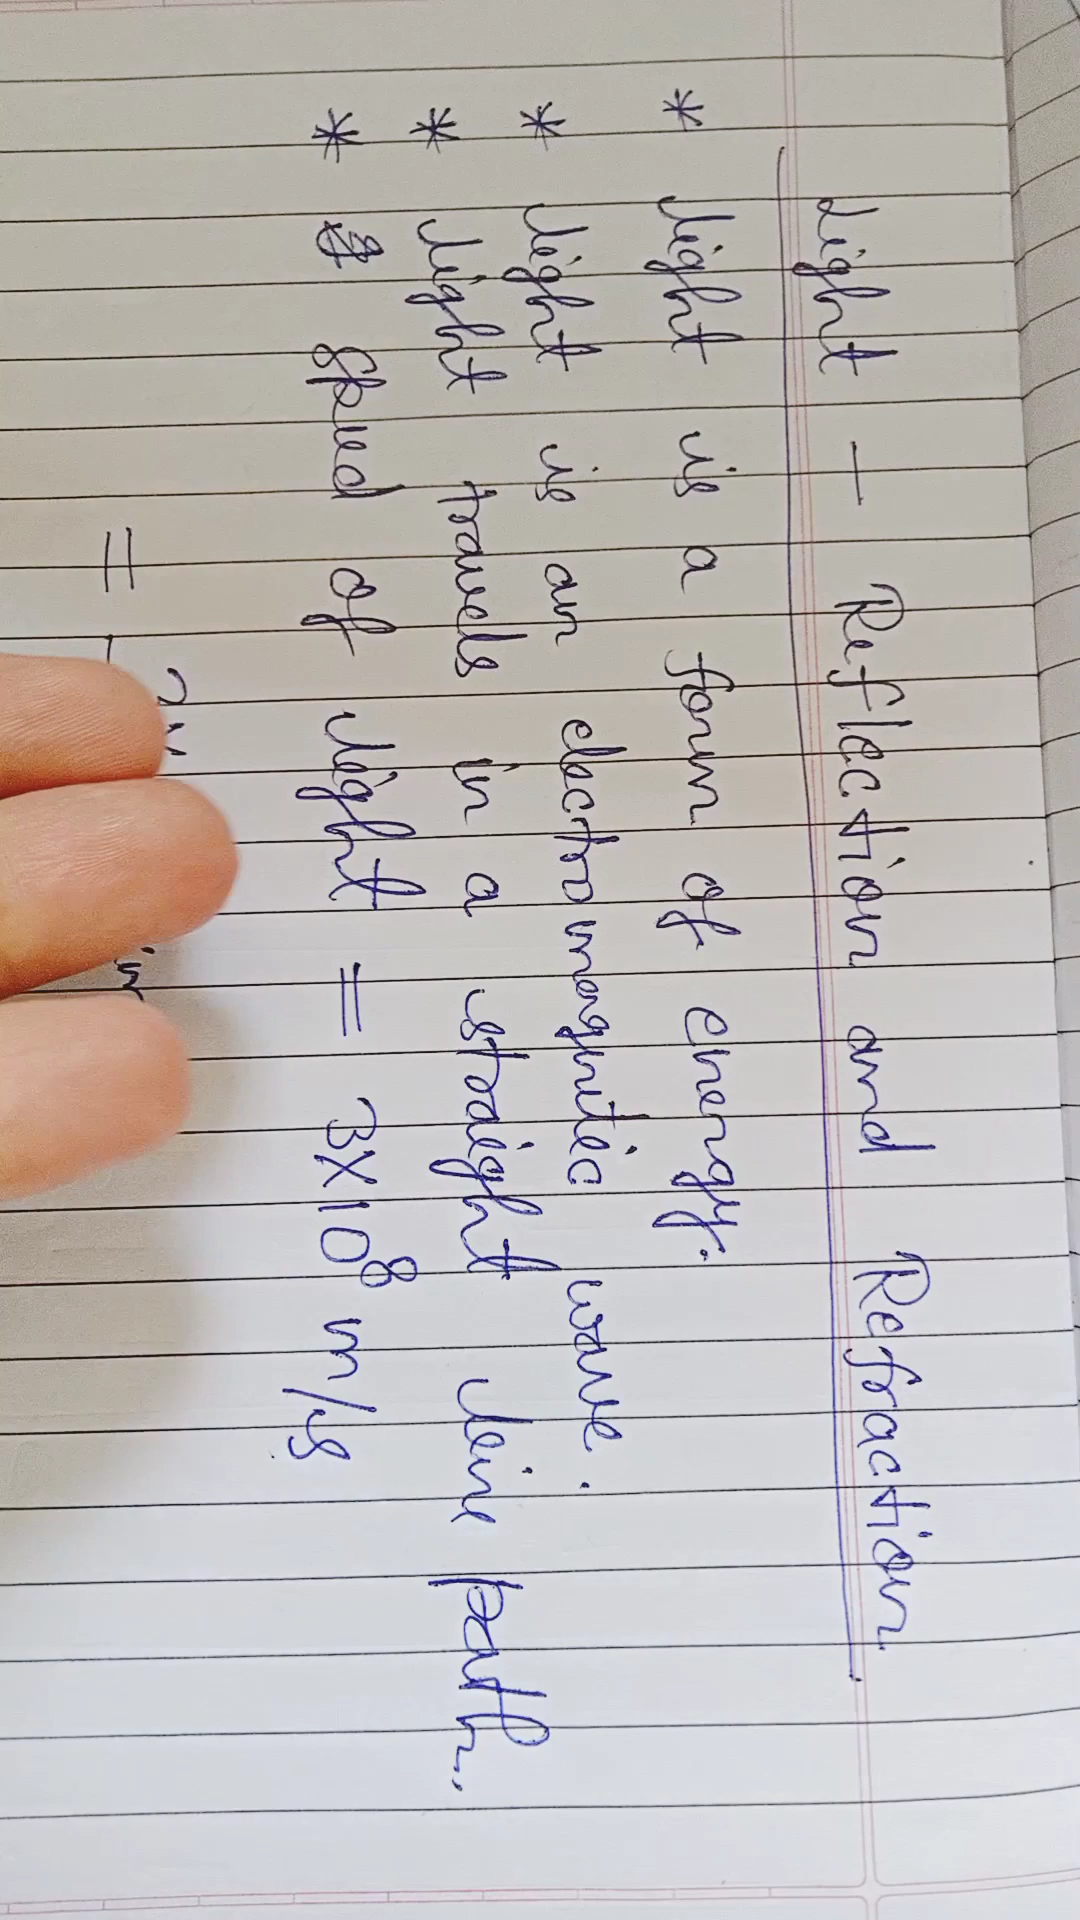 Light - Reflection and Refraction
* Light is a form of energy.
* Light is an electromagnetic wave.
* Light travels in a straight line path.
* Speed of light = 3×10⁸ m/s
=